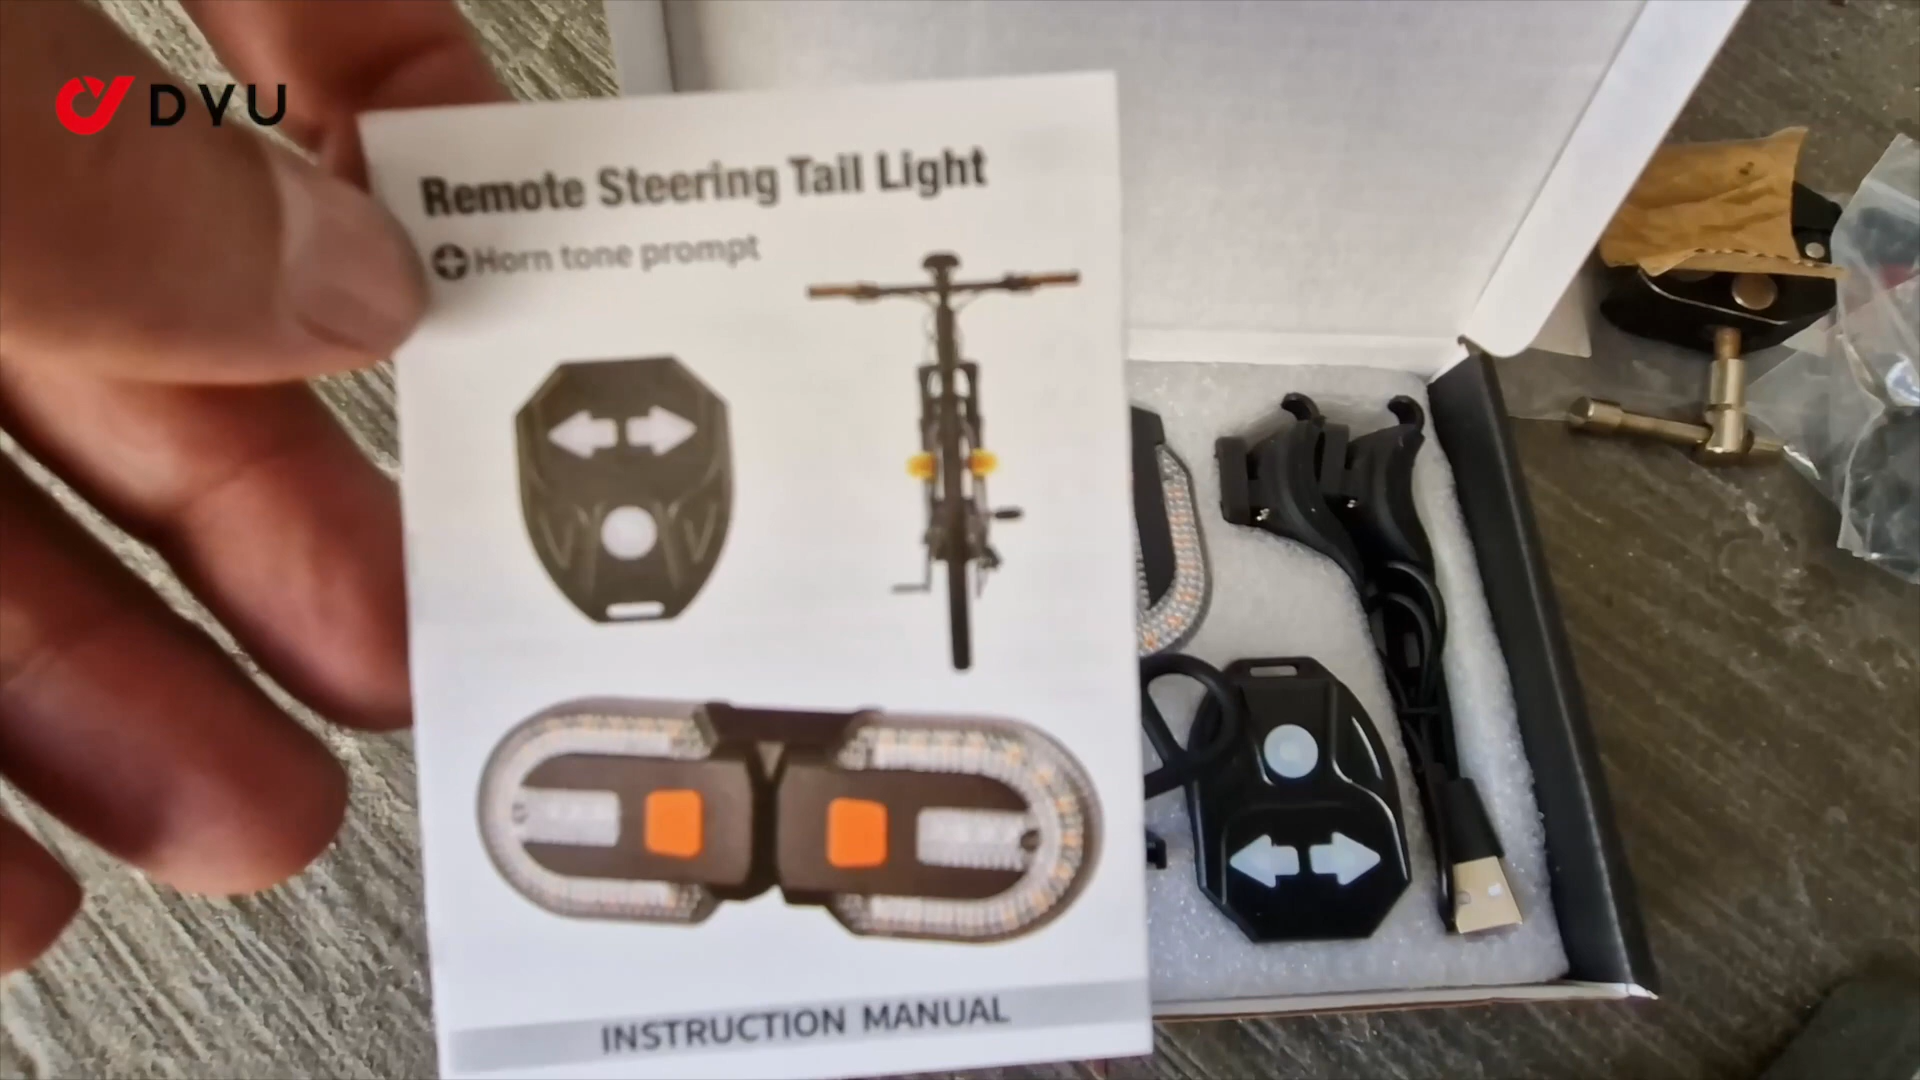 DYU
Remote Steering Tail Light
Horn tone prompt
INSTRUCTION MANUAL